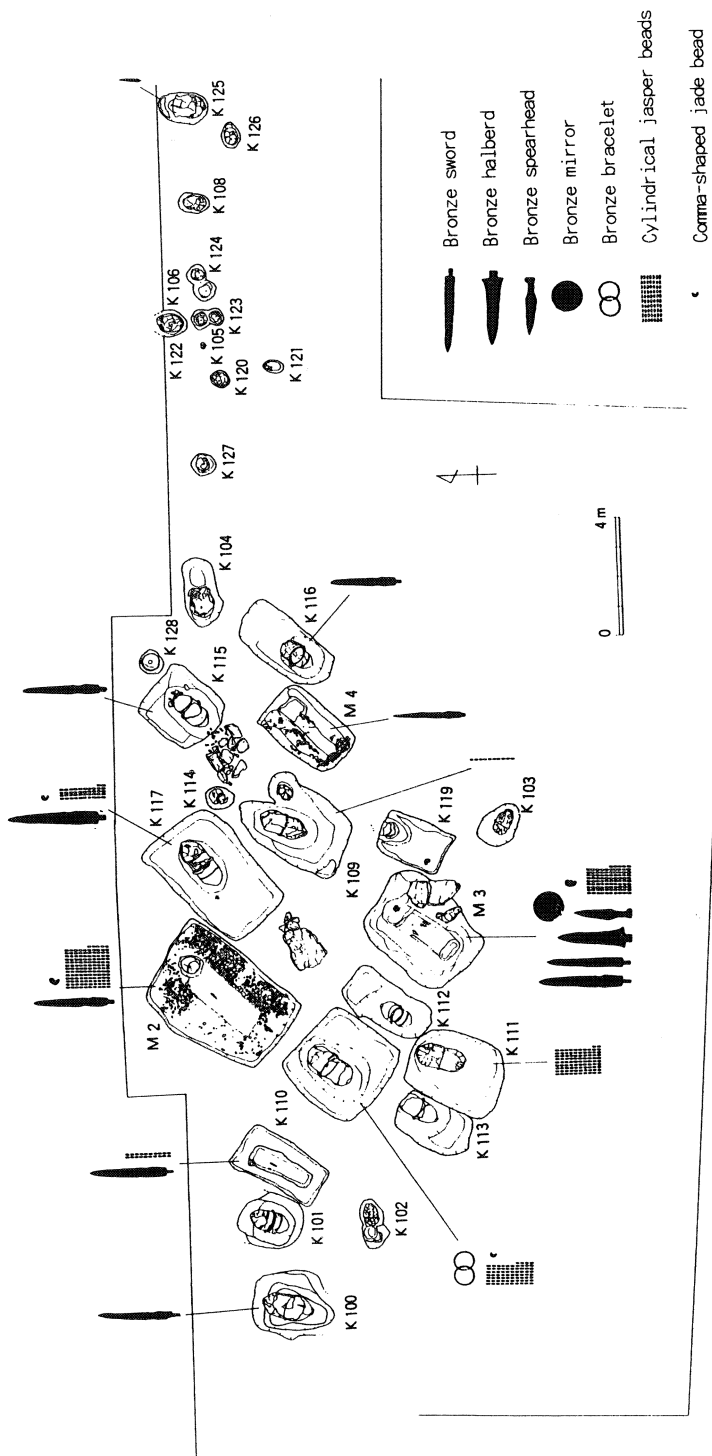 K 125
K 126
K 108
K 124
K 106
K 123
K 122
K 105
K 120
K 121
K 127
K 104
K 128
K 116
K 115
M 4
K 114
K 117
K 109
K 119
K 103
M 3
M 2
K 112
K 111
K 110
K 113
K 101
K 102
K 100
0 4 m
Bronze sword
Bronze halberd
Bronze spearhead
Bronze mirror
Bronze bracelet
Cylindrical jasper beads
Comma-shaped jade bead